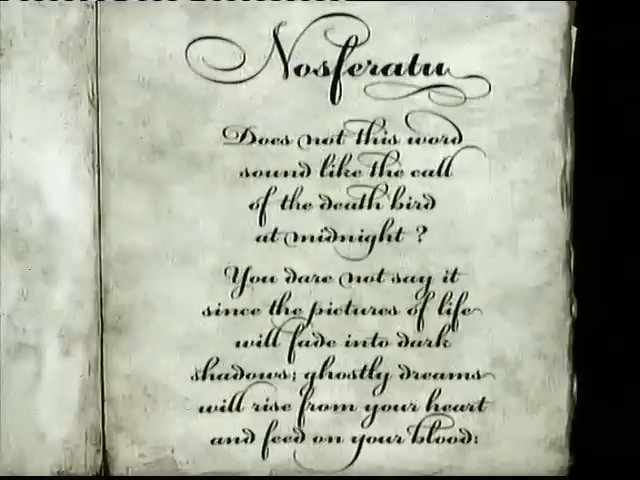 Nosferatu
Does not this word
sound like the call
of the death bird
at midnight ?
You dare not say it
since the pictures of life
will fade into dark
shadows; ghostly dreams
will rise from your heart
and feed on your blood: